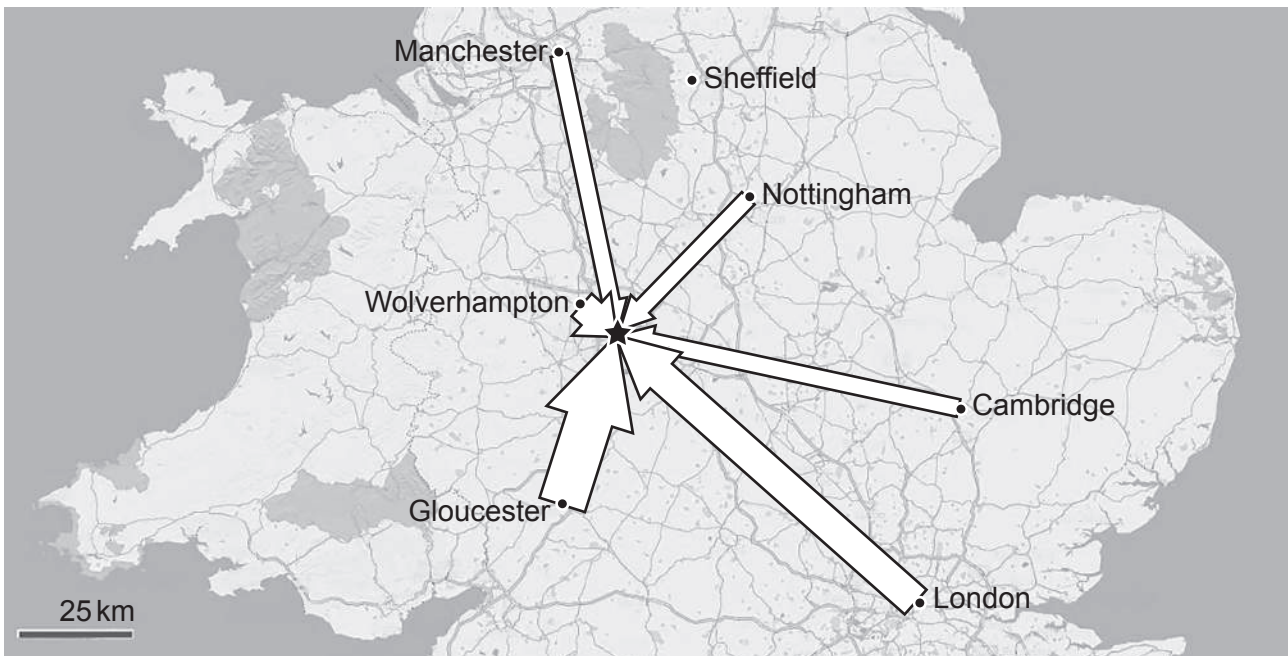 Manchester
Sheffield
Nottingham
Wolverhampton
Cambridge
Gloucester
London
25 km